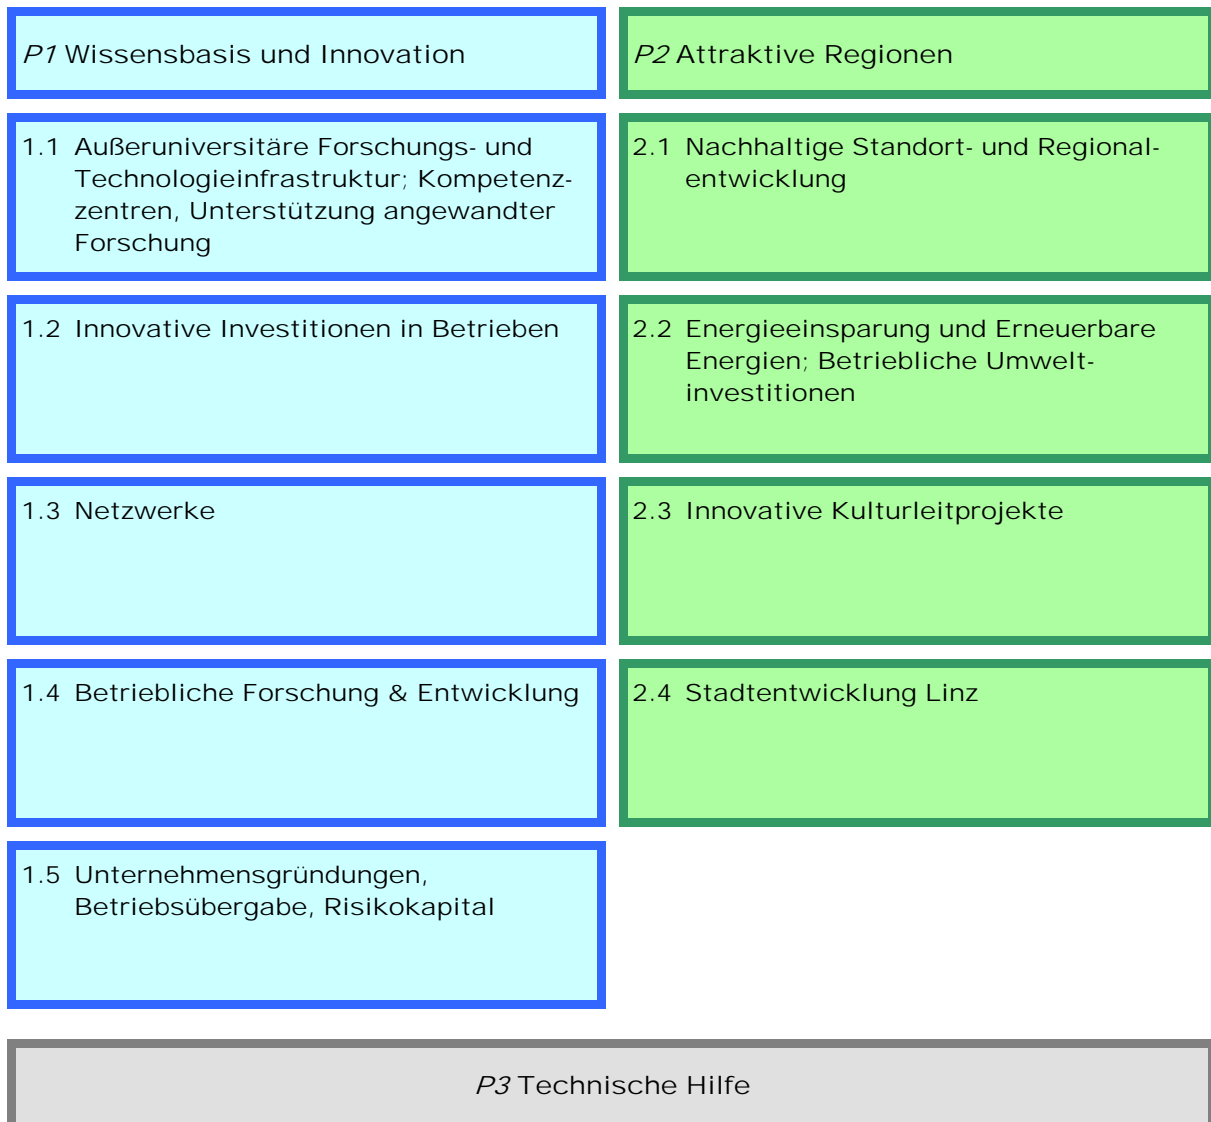 P1 Wissensbasis und Innovation
P2 Attraktive Regionen
1.1 Außeruniversitäre Forschungs- und
Technologieinfrastruktur; Kompetenz-
zentren, Unterstützung angewandter
Forschung
2.1 Nachhaltige Standort- und Regional-
entwicklung
1.2 Innovative Investitionen in Betrieben
2.2 Energieeinsparung und Erneuerbare
Energien; Betriebliche Umwelt-
investitionen
1.3 Netzwerke
2.3 Innovative Kulturleitprojekte
1.4 Betriebliche Forschung & Entwicklung
2.4 Stadtentwicklung Linz
1.5 Unternehmensgründungen,
Betriebsübergabe, Risikokapital
P3 Technische Hilfe